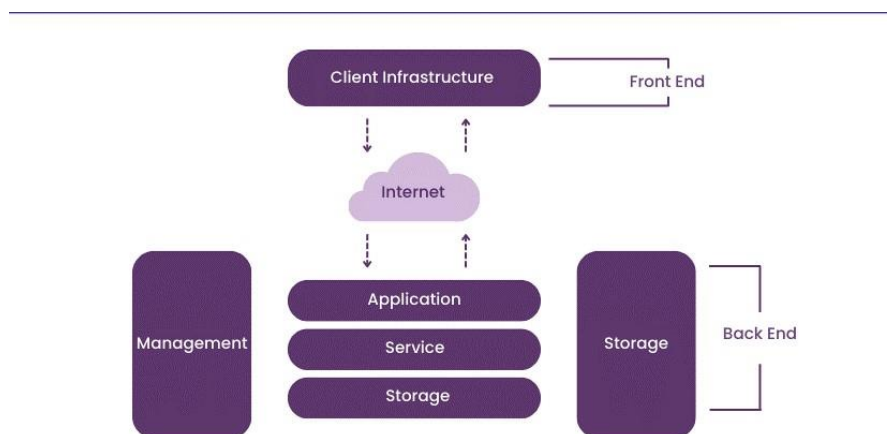 Client Infrastructure
Front End
Internet
Application
Management
Service
Storage
Back End
Storage